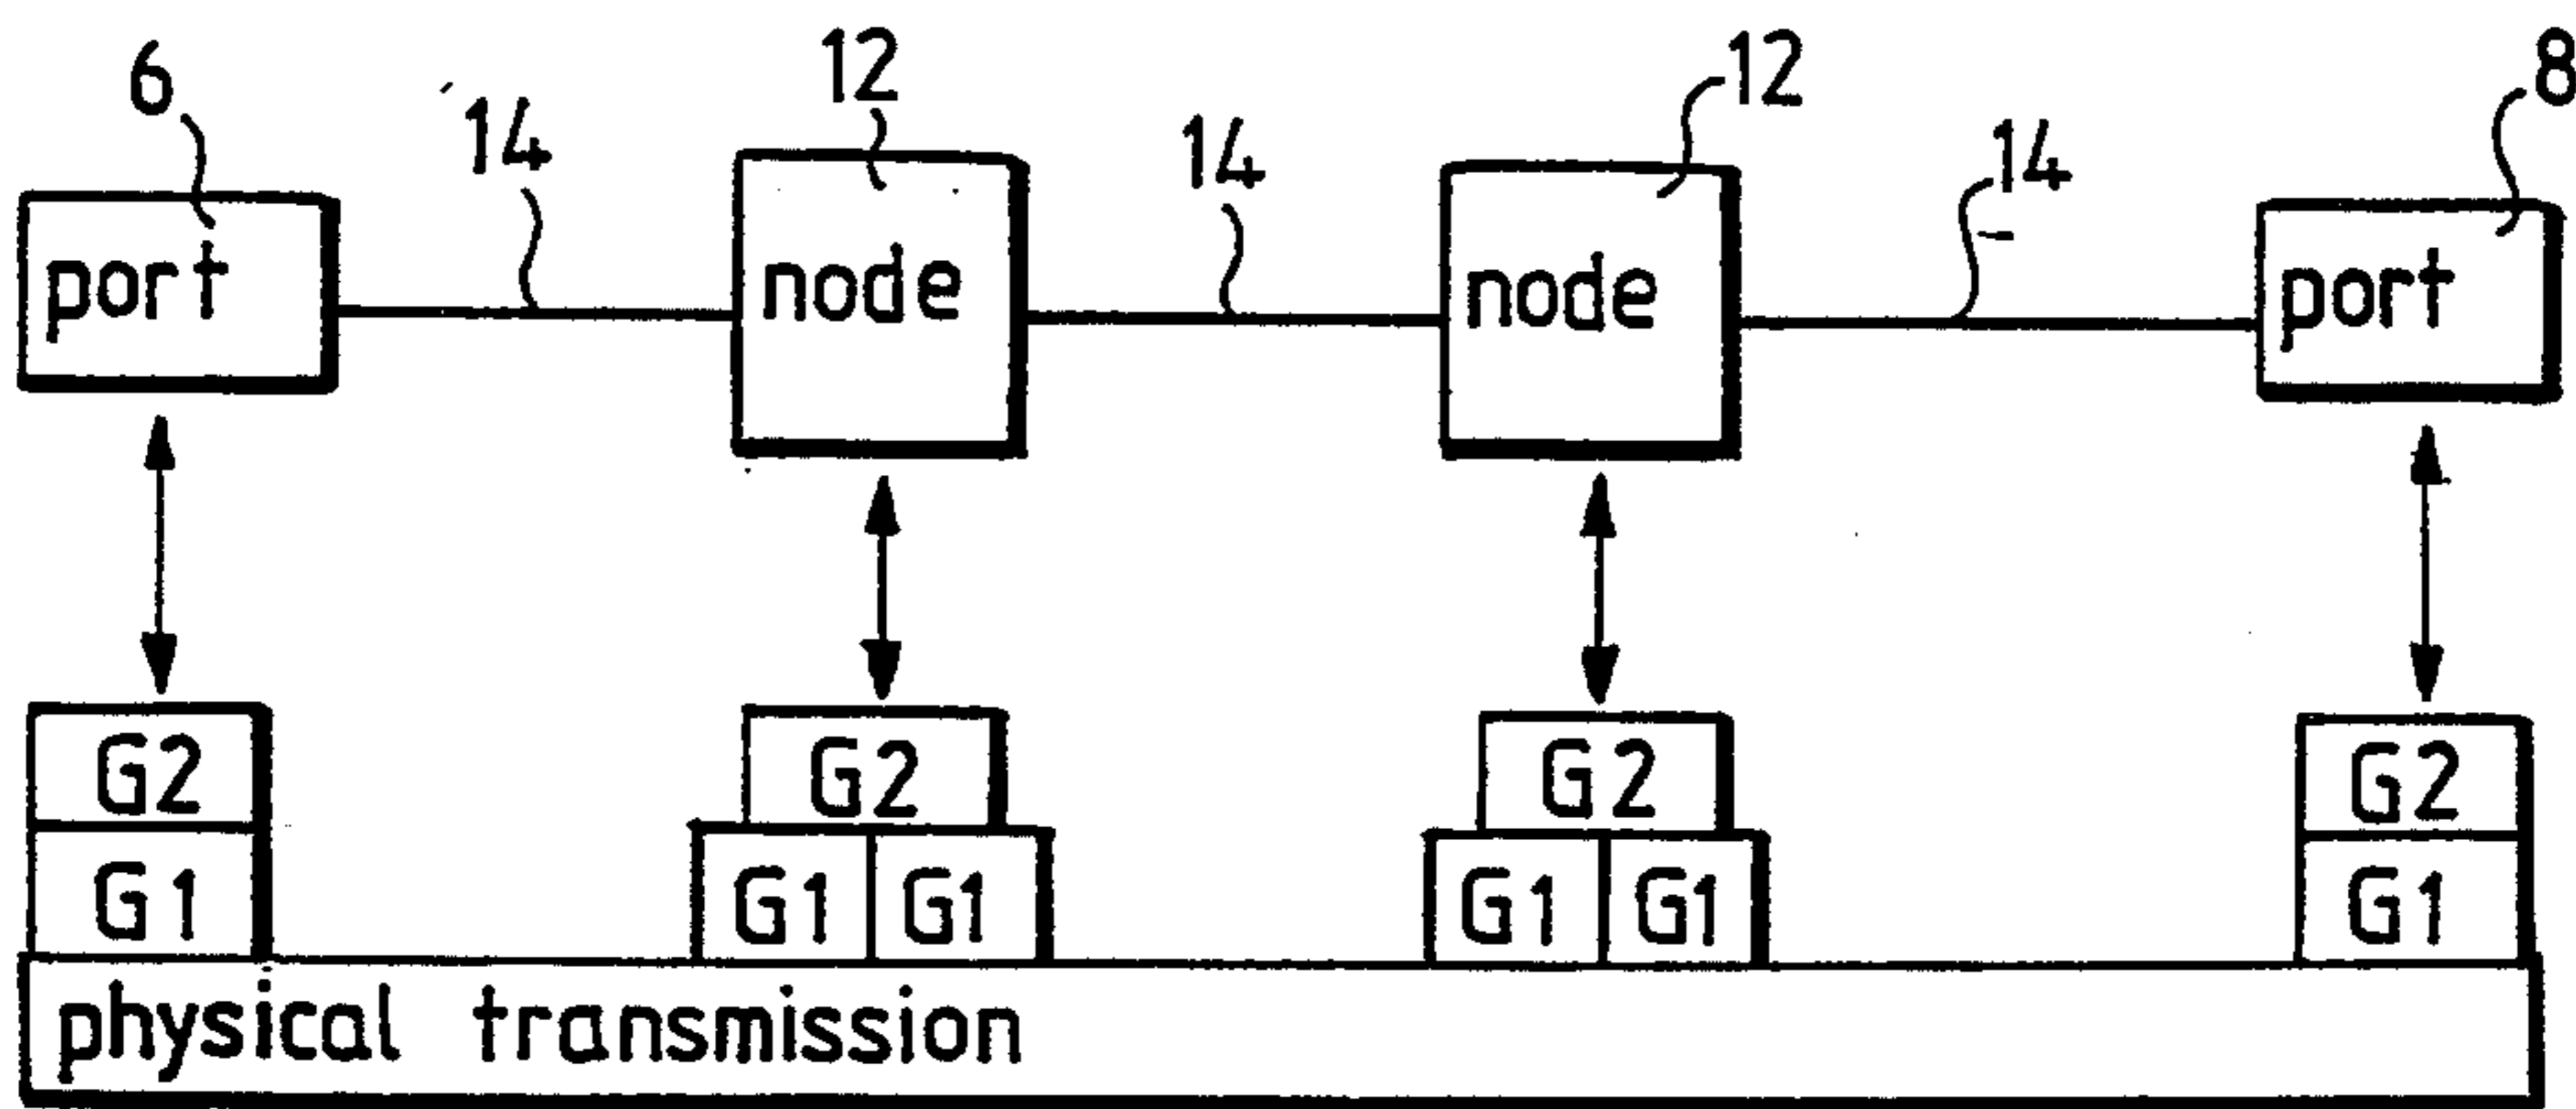 6 14 12 14 12 14 8
port node node port
G2 G2 G2 G2
G1 G1 G1 G1 G1 G1
physical transmission